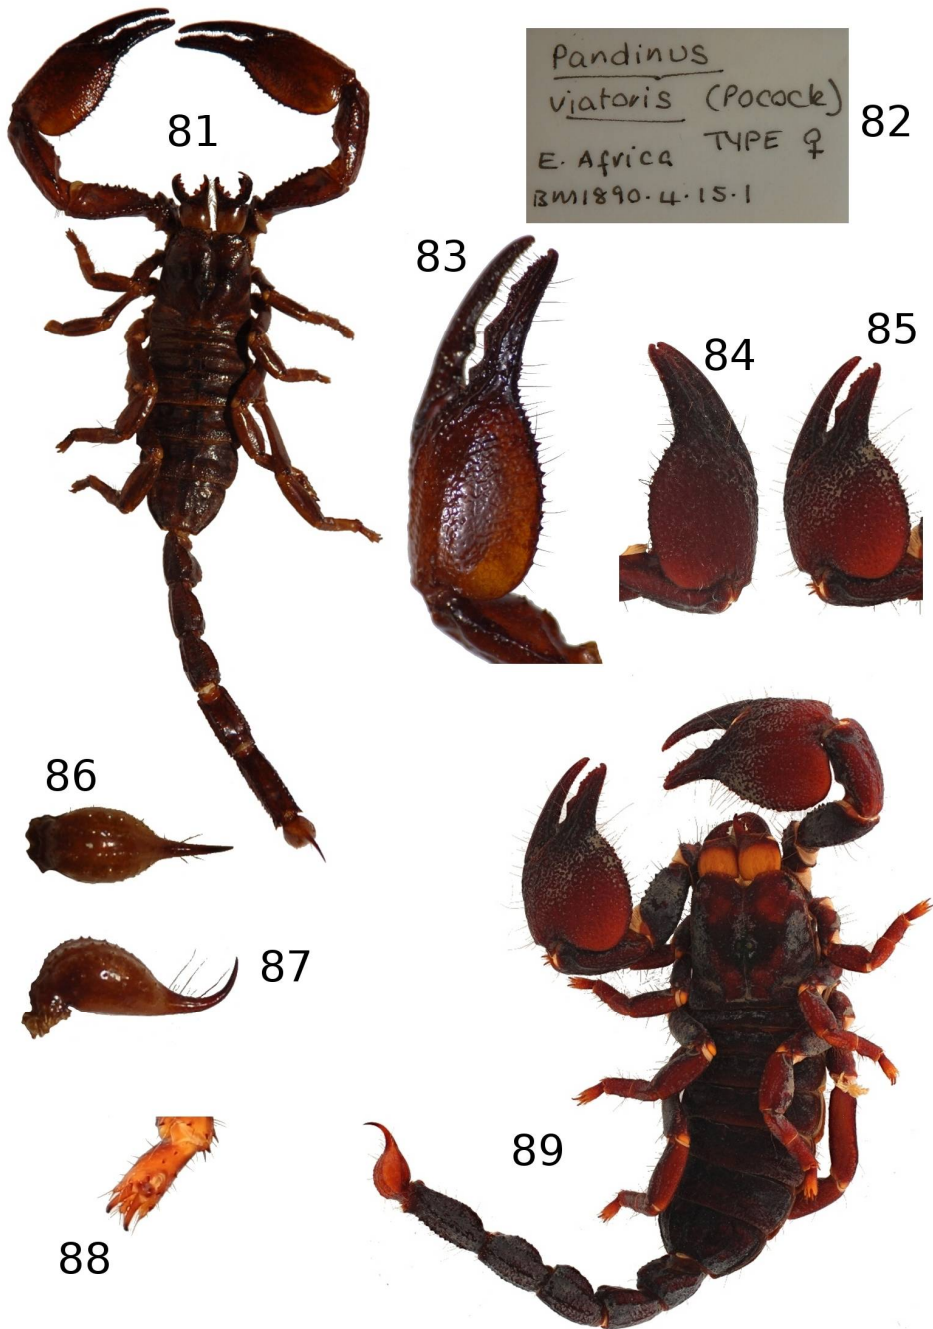 81
Pandinus
viatoris (Pocock)
TYPE ♀
E. Africa
BM1890.4.15.1
82
83
84
85
86
87
88
89